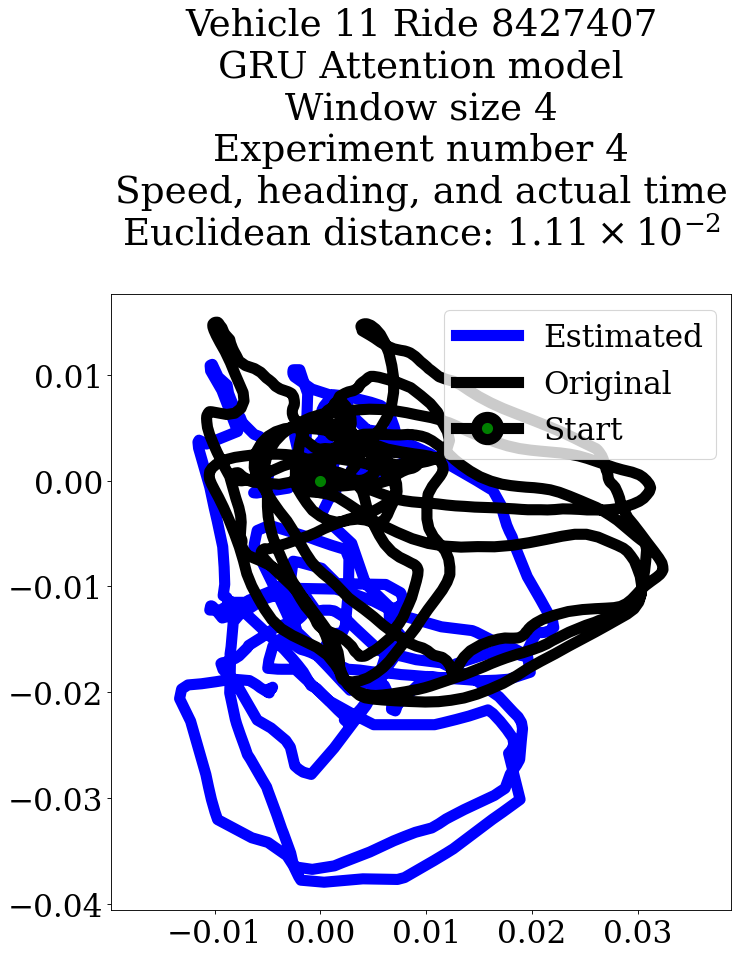 Vehicle 11 Ride 8427407
GRU Attention model
Window size 4
Experiment number 4
Speed, heading, and actual time
Euclidean distance: 1.11 × 10⁻²
Estimated
Original
Start
0.01
0.00
−0.01
−0.02
−0.03
−0.04
−0.01 0.00 0.01 0.02 0.03